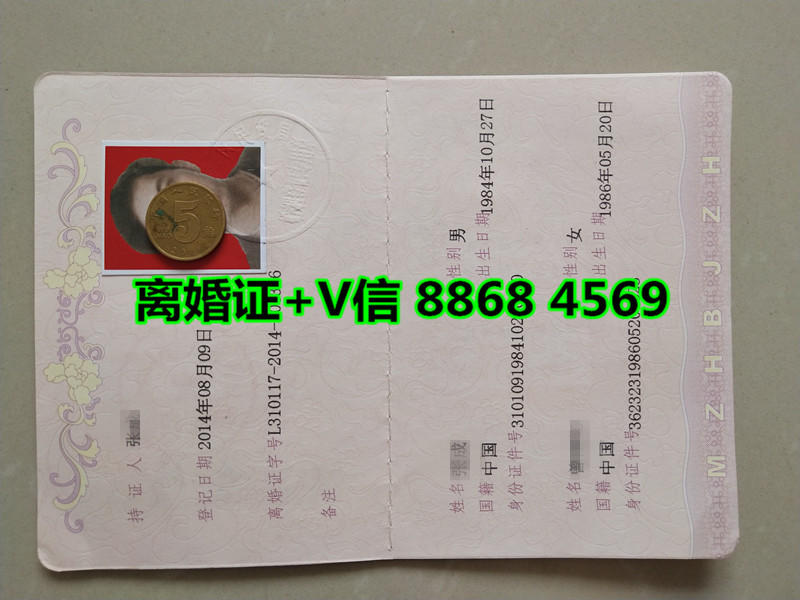 持证人 张
登记日期 2014年08月09日
离婚证字号 L310117-2014-
备注
离婚证+V信 8868 4569
姓名 性别 男
国籍 中国 出生日期 1984年10月27日
身份证件号 3101091984102
姓名 性别 女
国籍 中国 出生日期 1986年05月20日
身份证件号 3623231986052
MZHBJZH
5